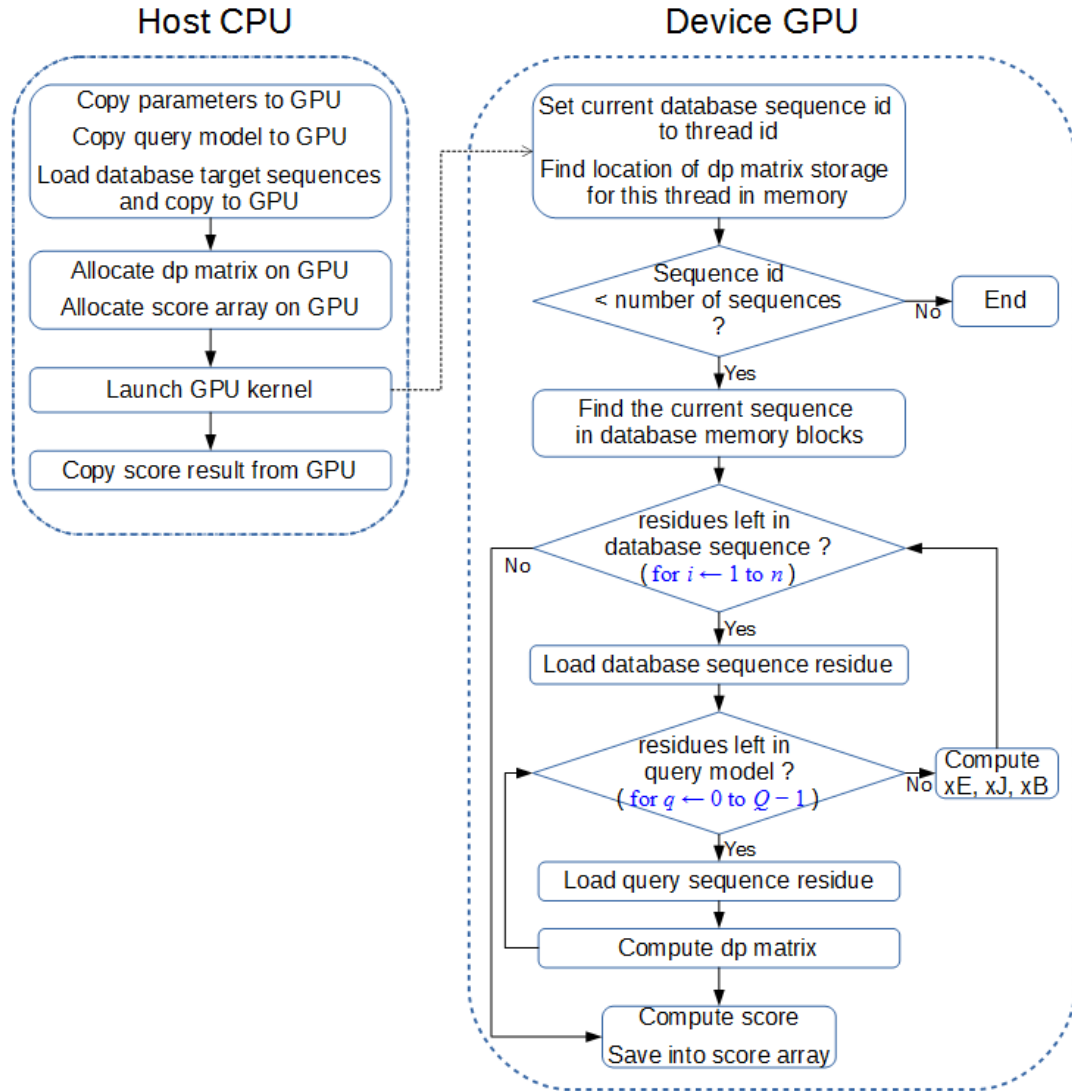 Host CPU
Copy parameters to GPU
Copy query model to GPU
Load database target sequences
and copy to GPU
Allocate dp matrix on GPU
Allocate score array on GPU
Launch GPU kernel
Copy score result from GPU
Device GPU
Set current database sequence id
to thread id
Find location of dp matrix storage
for this thread in memory
Sequence id
< number of sequences
?
No
End
Yes
Find the current sequence
in database memory blocks
residues left in
database sequence ?
( for i ← 1 to n )
No
Yes
Load database sequence residue
residues left in
query model ?
( for q ← 0 to Q − 1 )
No
Compute
xE, xJ, xB
Yes
Load query sequence residue
Compute dp matrix
Compute score
Save into score array